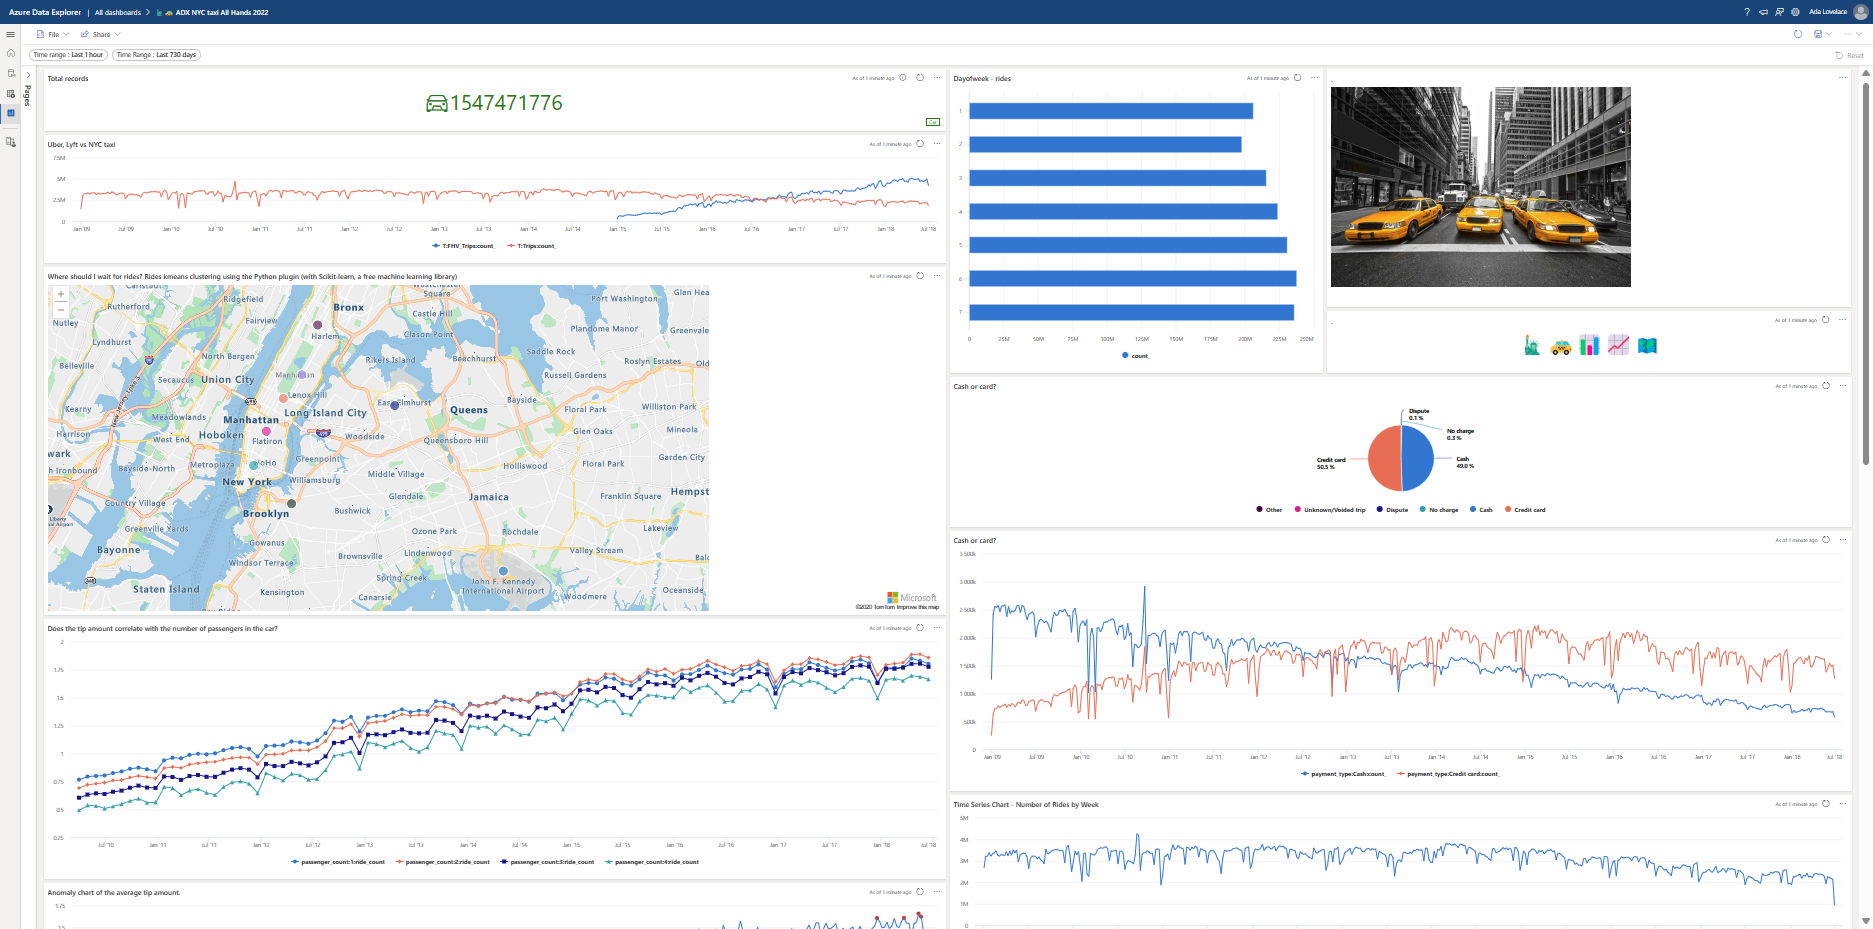 Azure Data Explorer | All dashboards > ADX NYC taxi All Hands 2022
? Ada Lovelace
File Share
Time range : Last 1 hour Time Range : Last 730 days Reset
Pages
Total records As of 1 minute ago
1547471776
Car
Uber, Lyft vs NYC taxi As of 1 minute ago
7.5M
5M
2.5M
0
Jan '09 Jul '09 Jan '10 Jul '10 Jan '11 Jul '11 Jan '12 Jul '12 Jan '13 Jul '13 Jan '14 Jul '14 Jan '15 Jul '15 Jan '16 Jul '16 Jan '17 Jul '17 Jan '18 Jul '18
T:FHV_Trips:count_ T:Trips:count_
Where should I wait for rides? Rides kmeans clustering using the Python plugin (with Scikit-learn, a free machine learning library) As of 1 minute ago
+
−
Carlstadt
Ridgefield
Square
Port Washington
Glen Hea
Rutherford
Bronx
Castle Hill
Nutley
Fairview
Plandome Manor
Greenvale
Lyndhurst
Harlem
Clason Point
North Bergen
Rikers Island
Beechhurst
Saddle Rock
Roslyn Estates
Old
Belleville
Secaucus
Union City
Manhattan
Russell Gardens
Lenox Hill
East Elmhurst
Bayside
Kearny
Long Island City
Queens
Floral Park
Williston Park
Meadowlands
Manhattan
Harrison
West End
Hoboken
Flatiron
Woodside
Queensboro Hill
Glen Oaks
Mineola
wark
Greenpoint
Garden City
h Ironbound
Bayside-North
Metroplaza
Hollis­wood
Floral Park
New York
Williamsburg
Middle Village
Country Village
Glendale
Jamaica
Franklin Square
Hempst
Liberty
Brooklyn
Bushwick
Greenville Yards
Ozone Park
Rochdale
Lakeview
Bayonne
Gowanus
Brownsville
Lindenwood
Valley Stream
Balc
Windsor Terrace
Spring Creek
John F. Kennedy
International Airport
Staten Island
Kensington
Canarsie
Woodmere
Oceanside
Microsoft
©2020 TomTom Improve this map
Does the tip amount correlate with the number of passengers in the car? As of 1 minute ago
2
1.75
1.5
1.25
1
0.75
0.5
0.25
Jul '10 Jan '11 Jul '11 Jan '12 Jul '12 Jan '13 Jul '13 Jan '14 Jul '14 Jan '15 Jul '15 Jan '16 Jul '16 Jan '17 Jul '17 Jan '18 Jul '18
passenger_count:1:ride_count passenger_count:2:ride_count passenger_count:3:ride_count passenger_count:4:ride_count
Anomaly chart of the average tip amount. As of 1 minute ago
1.75
1.5
Dayofweek - rides As of 1 minute ago
1
2
3
4
5
6
7
0 25M 50M 75M 100M 125M 150M 175M 200M 225M 250M
count_
.
. As of 1 minute ago
Cash or card? As of 1 minute ago
Dispute
0.1 %
No charge
0.3 %
Credit card
50.5 %
Cash
49.0 %
Other Unknown/Voided trip Dispute No charge Cash Credit card
Cash or card? As of 1 minute ago
3 500k
3 000k
2 500k
2 000k
1 500k
1 000k
500k
0
Jan '09 Jul '09 Jan '10 Jul '10 Jan '11 Jul '11 Jan '12 Jul '12 Jan '13 Jul '13 Jan '14 Jul '14 Jan '15 Jul '15 Jan '16 Jul '16 Jan '17 Jul '17 Jan '18 Jul '18
payment_type:Cash:count_ payment_type:Credit card:count_
Time Series Chart - Number of Rides by Week As of 1 minute ago
5M
4M
3M
2M
1M
0